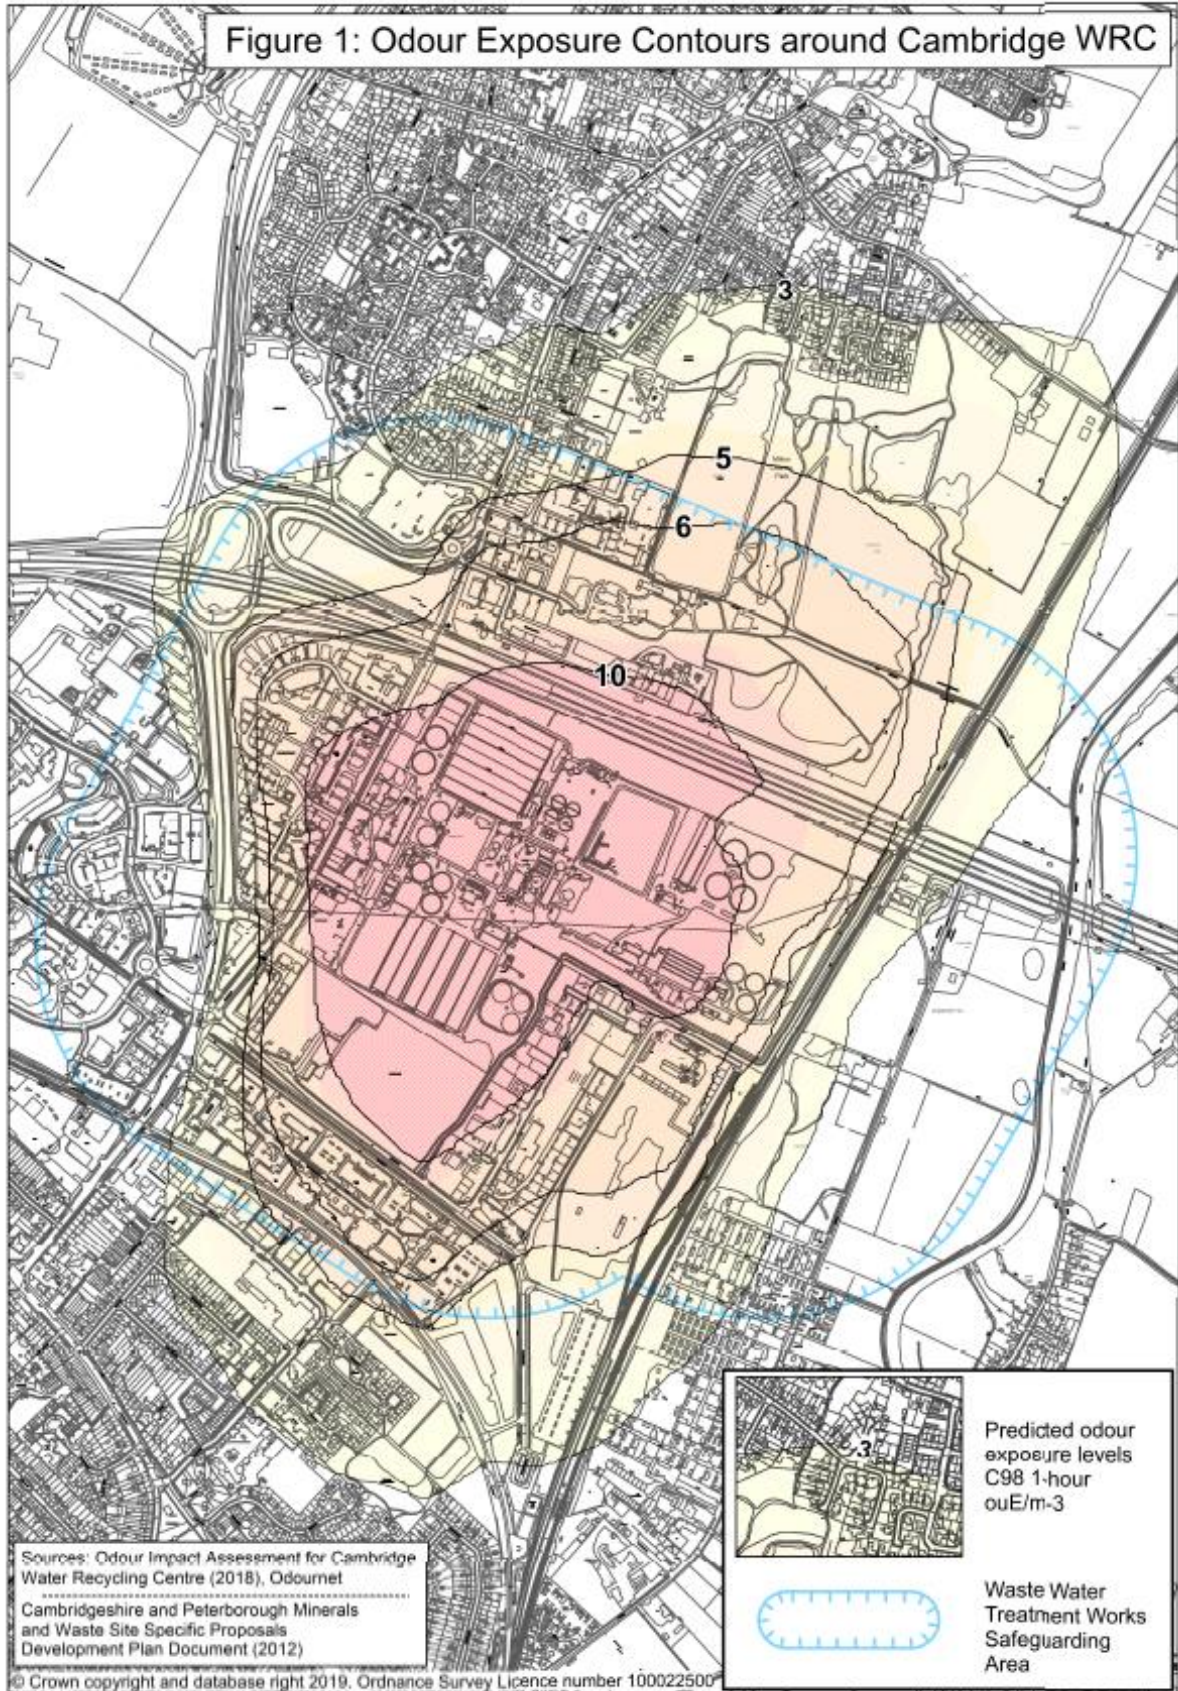 Figure 1: Odour Exposure Contours around Cambridge WRC
3
5
6
10
3
Predicted odour
exposure levels
C98 1-hour
ouE/m-3
Waste Water
Treatment Works
Safeguarding
Area
Sources: Odour Impact Assessment for Cambridge
Water Recycling Centre (2018), Odournet
Cambridgeshire and Peterborough Minerals
and Waste Site Specific Proposals
Development Plan Document (2012)
© Crown copyright and database right 2019. Ordnance Survey Licence number 100022500